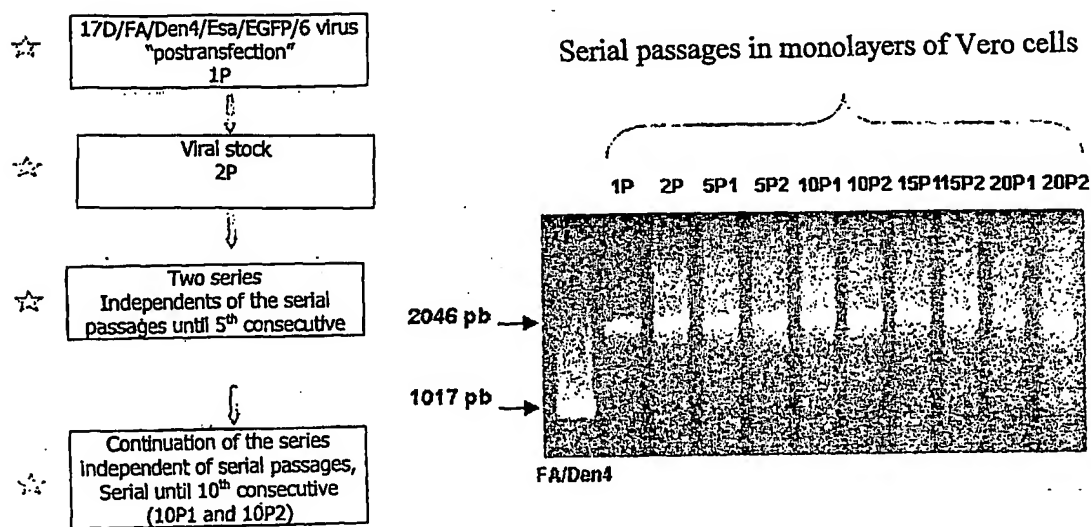 17D/FA/Den4/Esa/EGFP/6 virus
"postransfection"
1P
Viral stock
2P
Two series
Independents of the serial
passages until 5th consecutive
Continuation of the series
independent of serial passages,
Serial until 10th consecutive
(10P1 and 10P2)
Serial passages in monolayers of Vero cells
1P 2P 5P1 5P2 10P1 10P2 15P115P2 20P1 20P2
2046 pb
1017 pb
FA/Den4